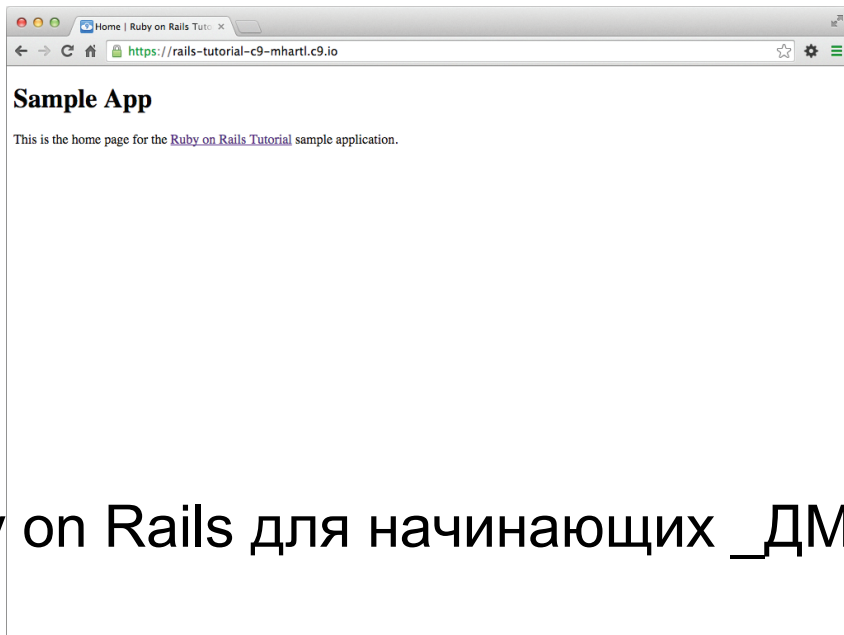 Home | Ruby on Rails Tuto
https://rails-tutorial-c9-mhartl.c9.io
Sample App
This is the home page for the Ruby on Rails Tutorial sample application.
y on Rails для начинающих _ДМ